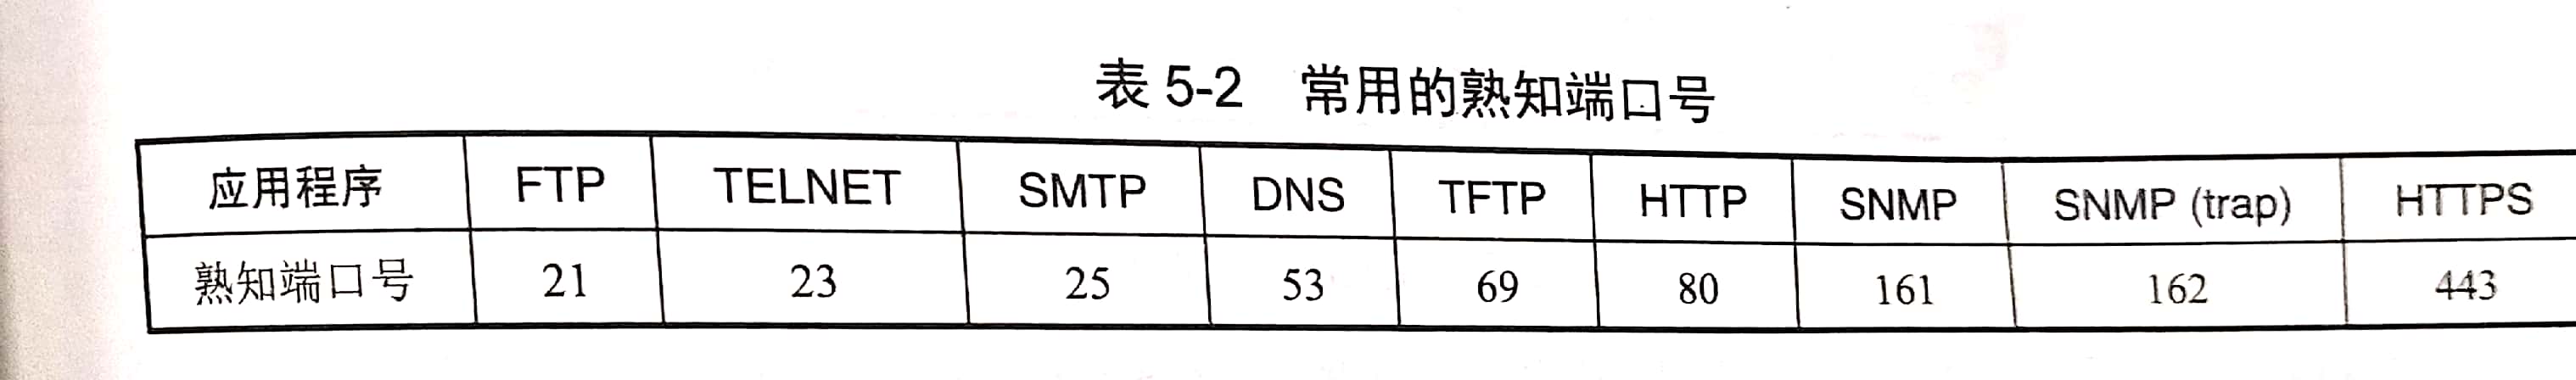 表 5-2 常用的熟知端口号
应用程序 FTP TELNET SMTP DNS TFTP HTTP SNMP SNMP (trap) HTTPS
熟知端口号 21 23 25 53 69 80 161 162 443